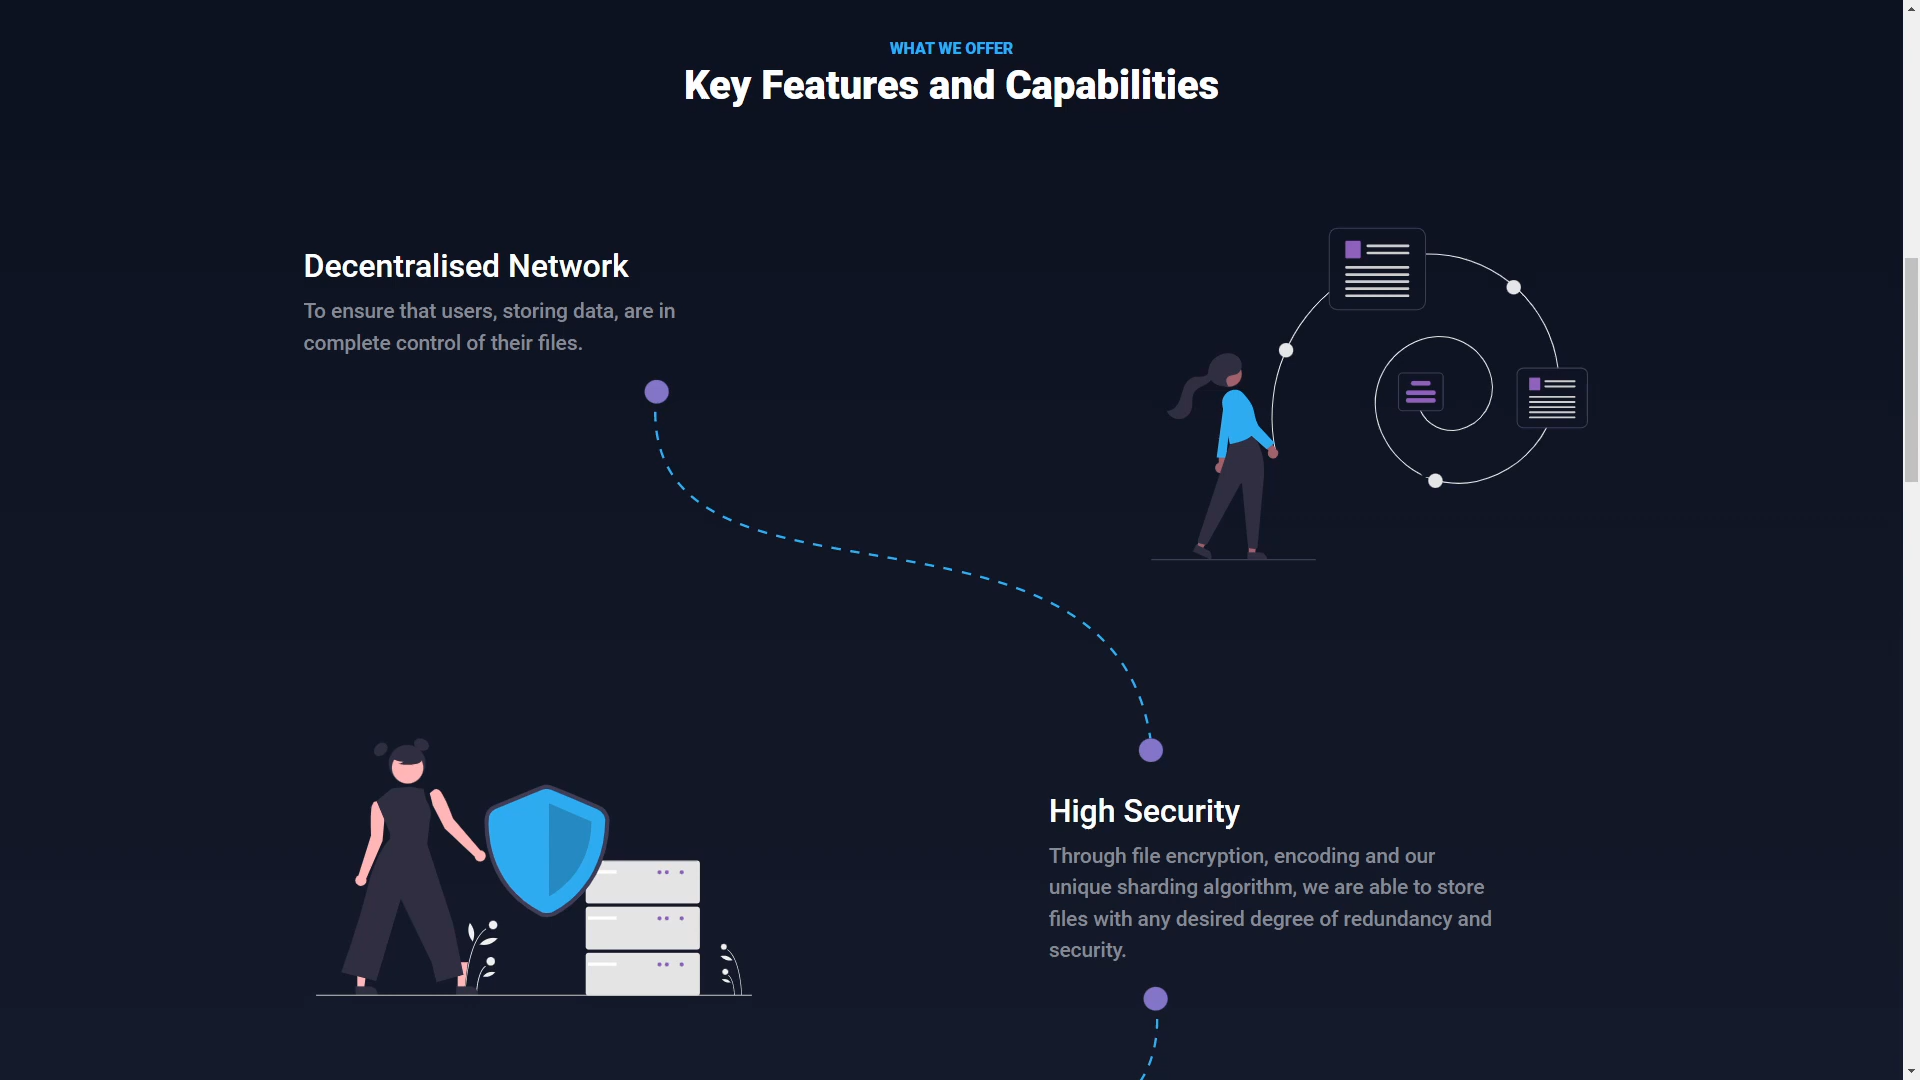 WHAT WE OFFER
Key Features and Capabilities
Decentralised Network
To ensure that users, storing data, are in
complete control of their files.
High Security
Through file encryption, encoding and our
unique sharding algorithm, we are able to store
files with any desired degree of redundancy and
security.